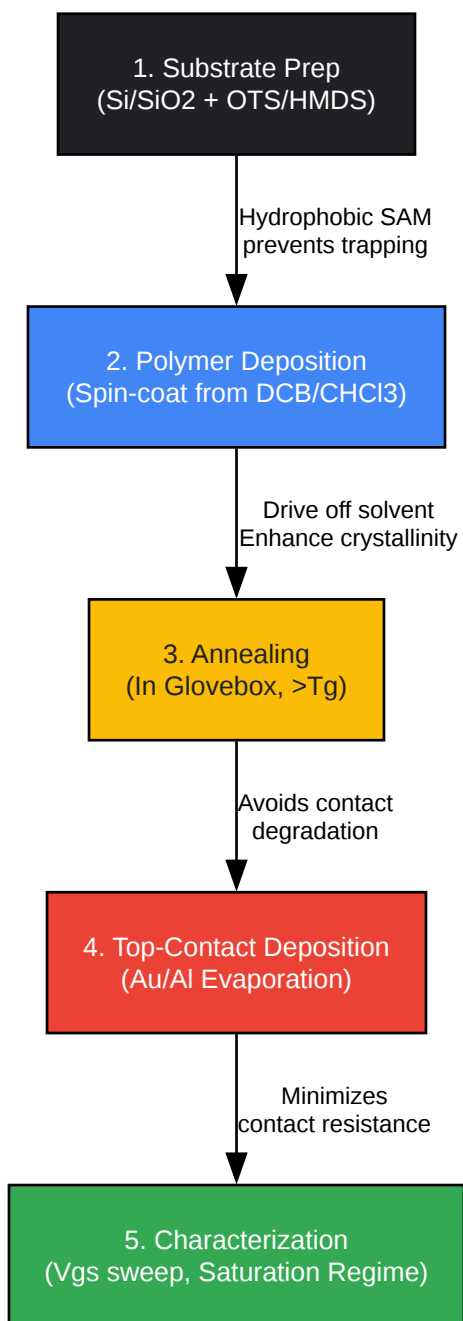 1. Substrate Prep
(Si/SiO2 + OTS/HMDS)
Hydrophobic SAM
prevents trapping
2. Polymer Deposition
(Spin-coat from DCB/CHCl3)
Drive off solvent
Enhance crystallinity
3. Annealing
(In Glovebox, >Tg)
Avoids contact
degradation
4. Top-Contact Deposition
(Au/Al Evaporation)
Minimizes
contact resistance
5. Characterization
(Vgs sweep, Saturation Regime)